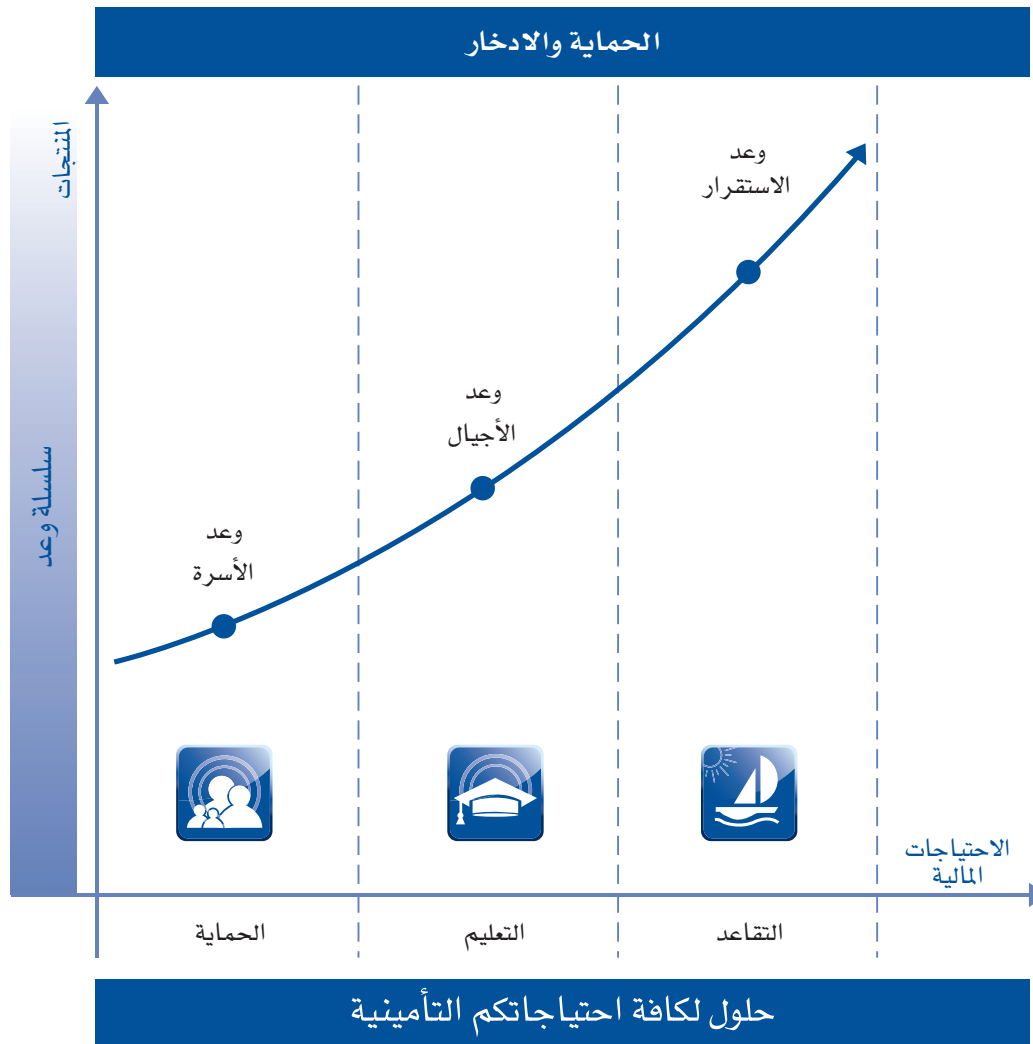 الحماية والادخار
المنتجات
سلسلة وعد
وعد
الأسرة
وعد
الأجيال
وعد
الاستقرار
الاحتياجات
المالية
الحماية
التعليم
التقاعد
حلول لكافة احتياجاتكم التأمينية